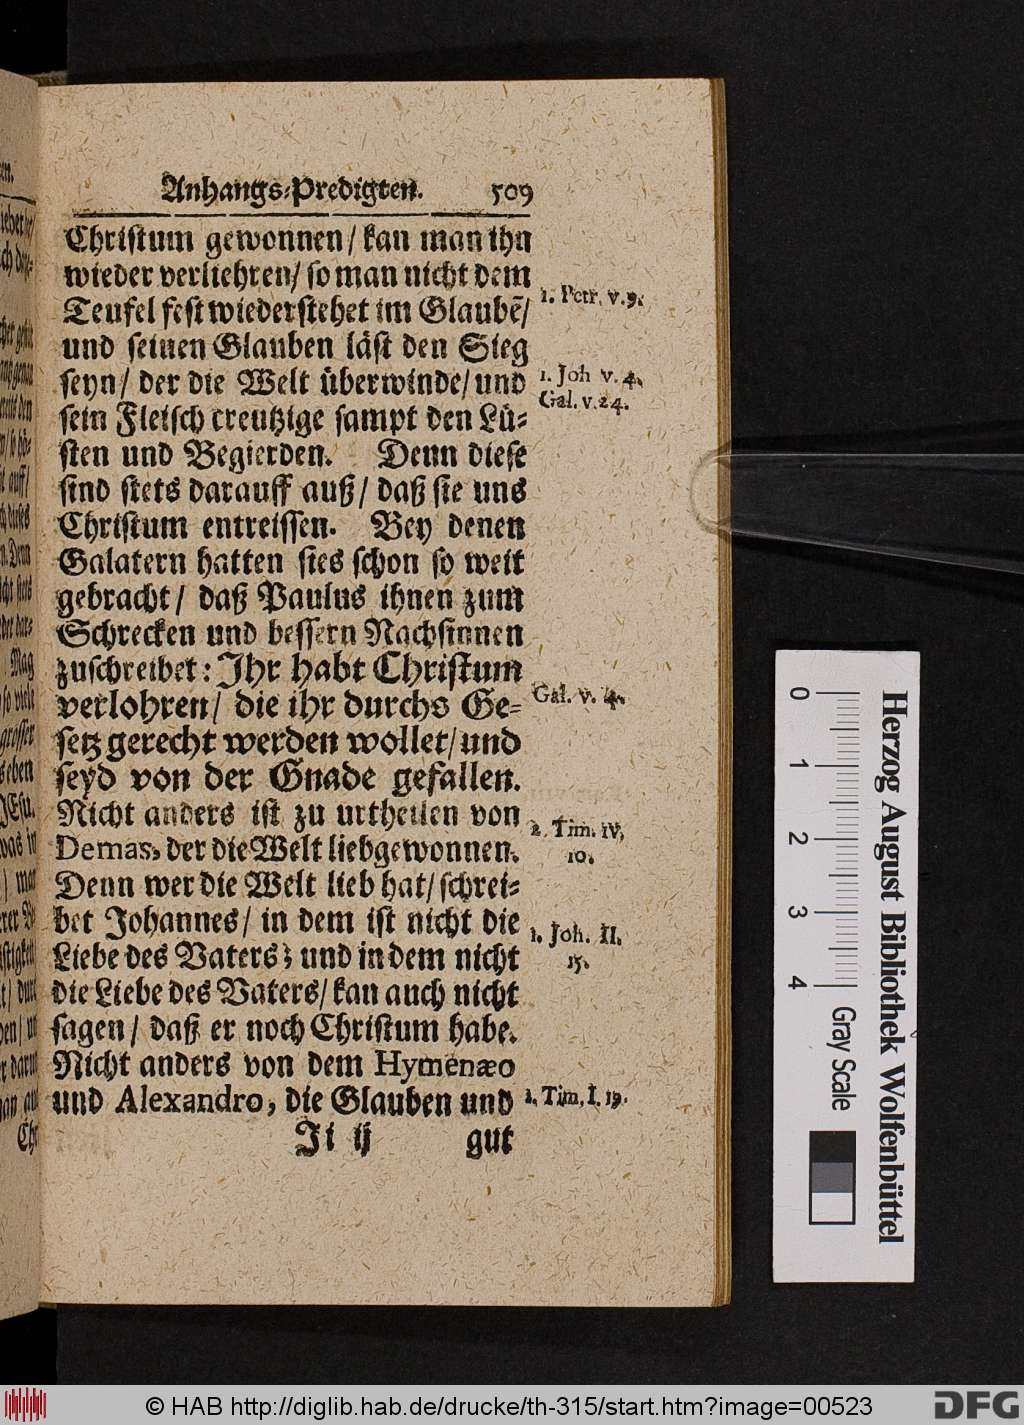 Anhangs-Predigten. 509
Christum gewonnen/ kan man ihn
wieder verliehren/ so man nicht dem
Teufel fest wiederstehet im Glaubẽ/
1. Petr. v. 9.
und seinen Glauben läst den Sieg
seyn/ der die Welt überwinde/ und
1. Joh v. 4.
sein Fleisch creutzige sampt den Lü-
Gal. v. 24.
sten und Begierden. Denn diese
sind stets darauff auß/ daß sie uns
Christum entreissen. Bey denen
Galatern hatten sies schon so weit
gebracht/ daß Paulus ihnen zum
Schrecken und bessern Nachsinnen
zuschreibet: Ihr habt Christum
verlohren/ die ihr durchs Ge-
Gal. v. 4.
setz gerecht werden wollet/ und
seyd von der Gnade gefallen.
Nicht anders ist zu urtheilen von
2. Tim. IV,
Demas, der die Welt liebgewonnen.
10.
Denn wer die Welt lieb hat/ schrei-
bet Johannes/ in dem ist nicht die
1. Joh. II.
Liebe des Vaters; und in dem nicht
15.
die Liebe des Vaters/ kan auch nicht
sagen/ daß er noch Christum habe.
Nicht anders von dem Hymenæo
und Alexandro, die Glauben und
1. Tim. I. 19.
Ii ij gut
0 1 2 3 4
Herzog August Bibliothek Wolfenbüttel
Gray Scale
© HAB http://diglib.hab.de/drucke/th-315/start.htm?image=00523
DFG